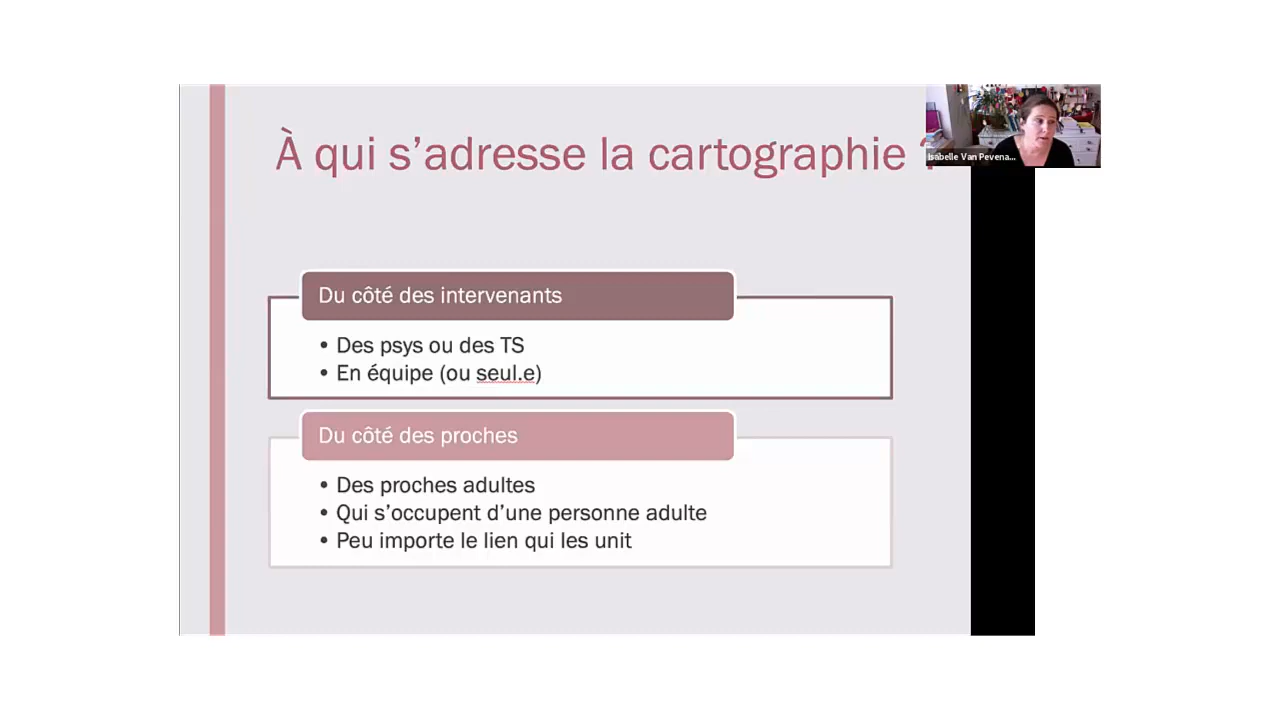 À qui s’adresse la cartographie ?
Isabelle Van Pevena...
Du côté des intervenants
• Des psys ou des TS
• En équipe (ou seul.e)
Du côté des proches
• Des proches adultes
• Qui s’occupent d’une personne adulte
• Peu importe le lien qui les unit